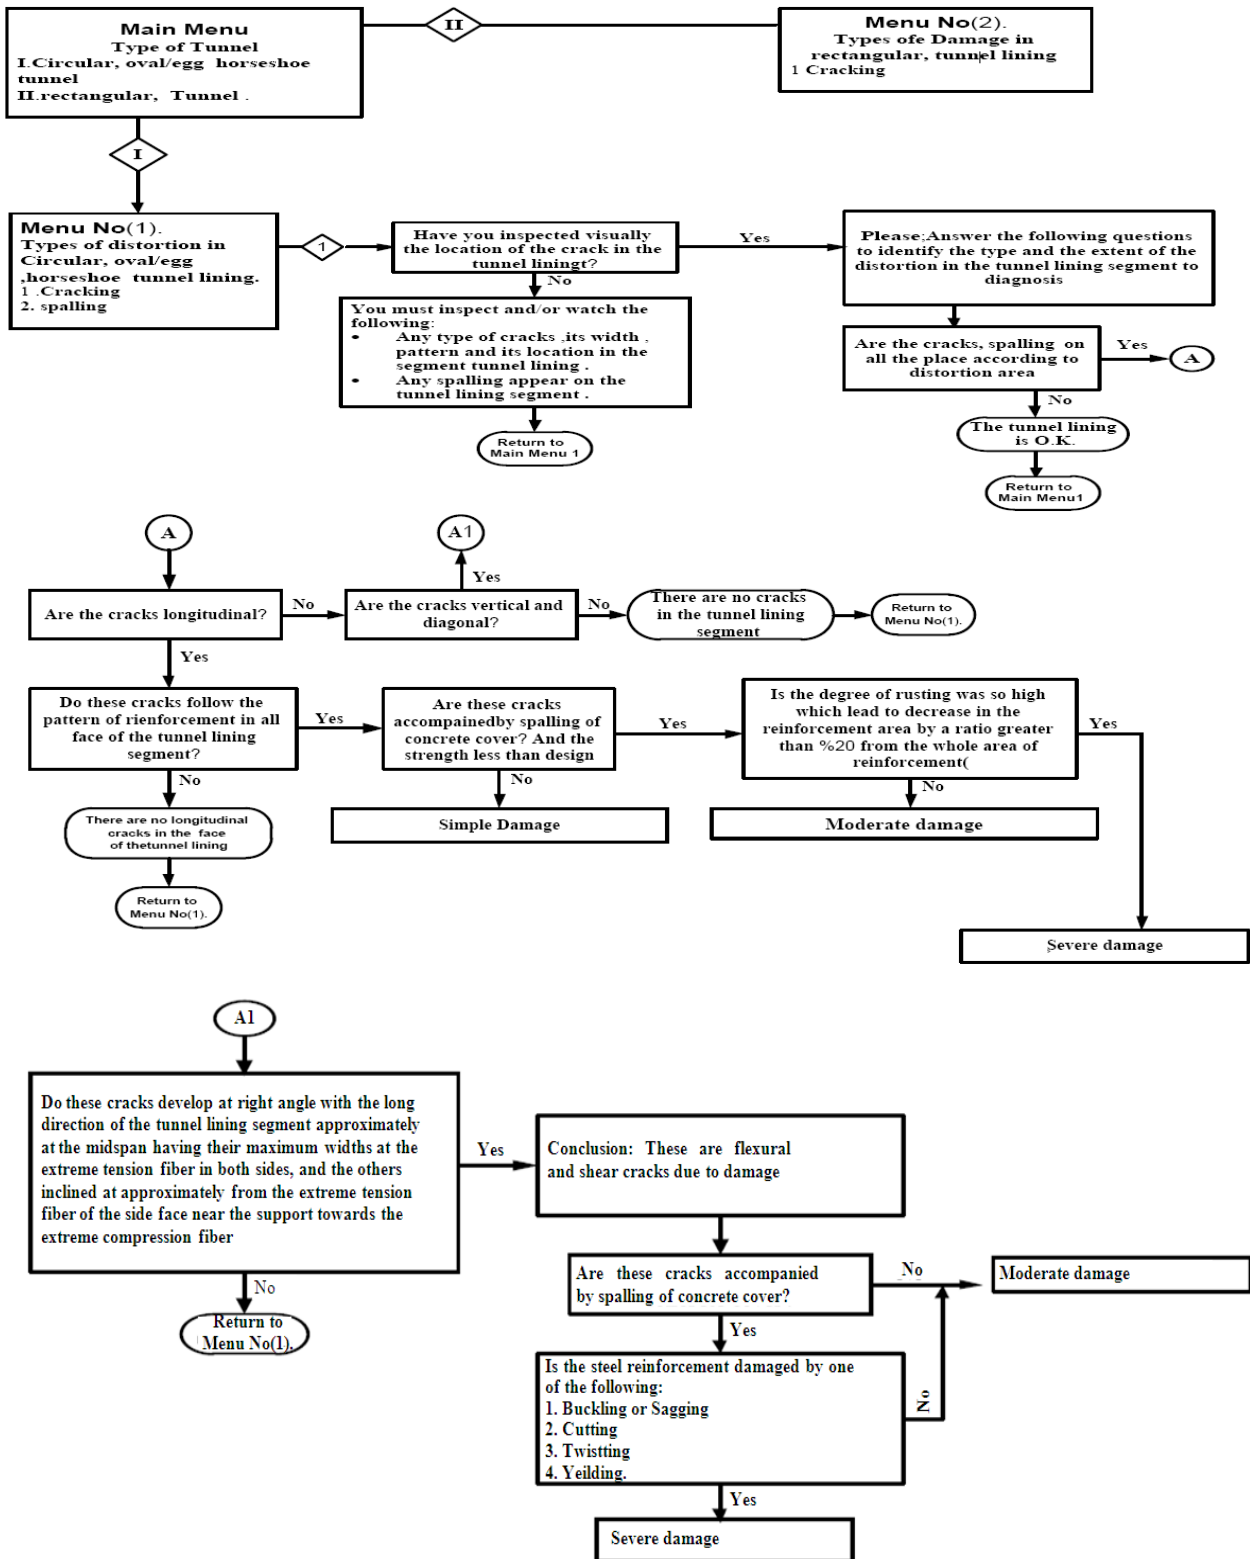 Main Menu
Type of Tunnel
I.Circular, oval/egg horseshoe
tunnel
II.rectangular, Tunnel .
II
Menu No(2).
Types ofe Damage in
rectangular, tunnel lining
1 Cracking
I
Menu No(1).
Types of distortion in
Circular, oval/egg
,horseshoe tunnel lining.
1 .Cracking
2. spalling
1
Have you inspected visually
the location of the crack in the
tunnel liningt?
Yes
Please;Answer the following questions
to identify the type and the extent of the
distortion in the tunnel lining segment to
diagnosis
No
You must inspect and/or watch the
following:
• Any type of cracks ,its width ,
pattern and its location in the
segment tunnel lining .
• Any spalling appear on the
tunnel lining segment .
Return to
Main Menu 1
Are the cracks, spalling on
all the place according to
distortion area
Yes
A
No
The tunnel lining
is O.K.
Return to
Main Menu1
A
A1
Yes
Are the cracks longitudinal?
No
Are the cracks vertical and
diagonal?
No
There are no cracks
in the tunnel lining
segment
Return to
Menu No(1).
Yes
Do these cracks follow the
pattern of rienforcement in all
face of the tunnel lining
segment?
Yes
Are these cracks
accompainedby spalling of
concrete cover? And the
strength less than design
Yes
Is the degree of rusting was so high
which lead to decrease in the
reinforcement area by a ratio greater
than %20 from the whole area of
reinforcement(
Yes
No
No
No
There are no longitudinal
cracks in the face
of thetunnel lining
Simple Damage
Moderate damage
Return to
Menu No(1).
Severe damage
A1
Do these cracks develop at right angle with the long
direction of the tunnel lining segment approximately
at the midspan having their maximum widths at the
extreme tension fiber in both sides, and the others
inclined at approximately from the extreme tension
fiber of the side face near the support towards the
extreme compression fiber
Yes
Conclusion: These are flexural
and shear cracks due to damage
No
Return to
Menu No(1).
Are these cracks accompanied
by spalling of concrete cover?
No
Moderate damage
Yes
Is the steel reinforcement damaged by one
of the following:
1. Buckling or Sagging
2. Cutting
3. Twistting
4. Yeilding.
No
Yes
Severe damage